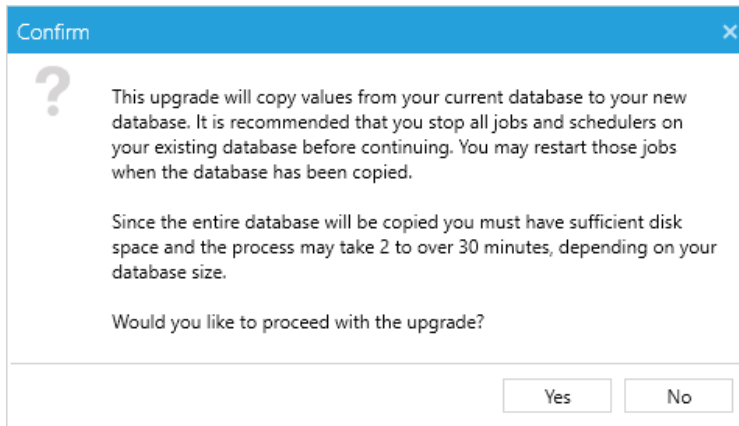 Confirm
This upgrade will copy values from your current database to your new
database. It is recommended that you stop all jobs and schedulers on
your existing database before continuing. You may restart those jobs
when the database has been copied.
Since the entire database will be copied you must have sufficient disk
space and the process may take 2 to over 30 minutes, depending on your
database size.
Would you like to proceed with the upgrade?
Yes
No